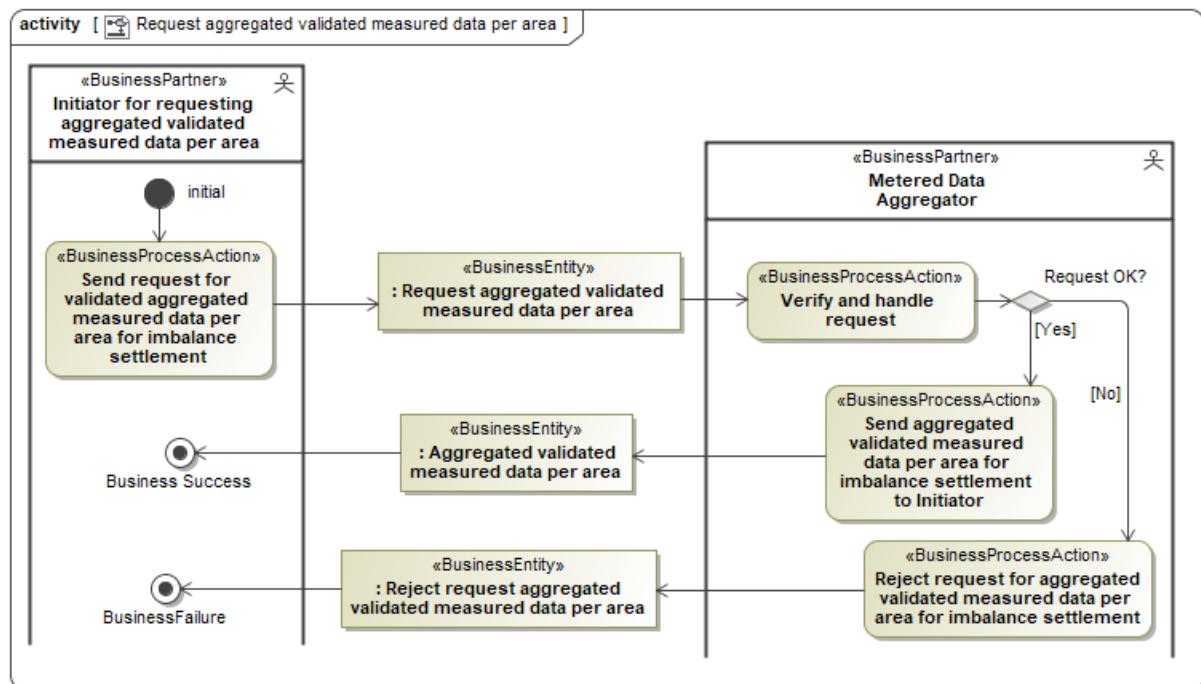 activity [ Request aggregated validated measured data per area ]
«BusinessPartner»
Initiator for requesting
aggregated validated
measured data per area
initial
«BusinessProcessAction»
Send request for
validated aggregated
measured data per
area for imbalance
settlement
«BusinessEntity»
: Request aggregated validated
measured data per area
«BusinessPartner»
Metered Data
Aggregator
«BusinessProcessAction»
Verify and handle
request
Request OK?
[Yes]
[No]
«BusinessProcessAction»
Send aggregated
validated measured
data per area for
imbalance settlement
to Initiator
«BusinessEntity»
: Aggregated validated
measured data per area
Business Success
«BusinessProcessAction»
Reject request for aggregated
validated measured data per
area for imbalance settlement
«BusinessEntity»
: Reject request aggregated
validated measured data per area
BusinessFailure